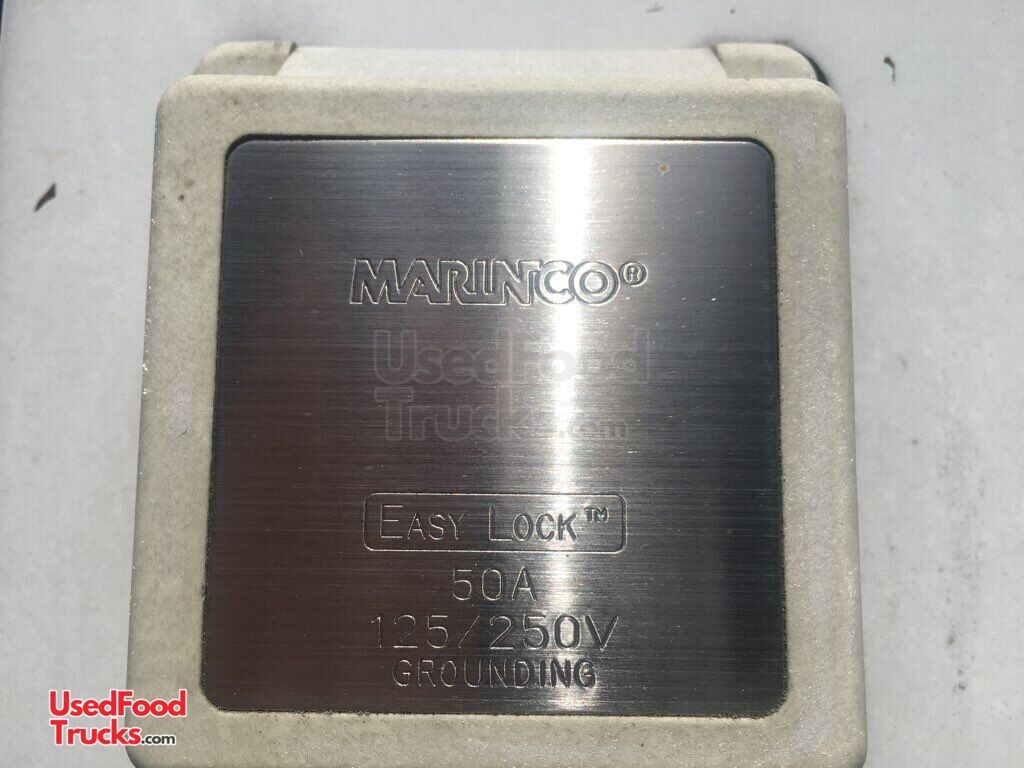 MARINCO®
UsedFood
Trucks.com
EASY LOCK™
50A
125/250V
GROUNDING
UsedFood
Trucks.com